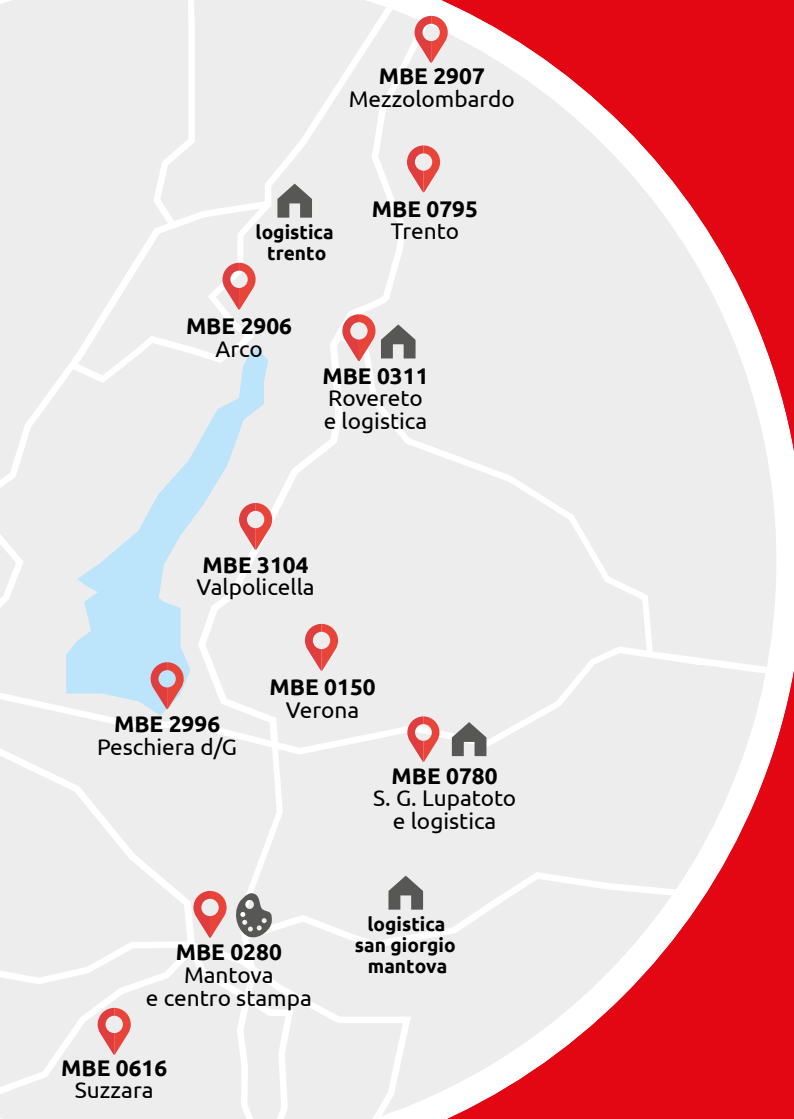 MBE 2907
Mezzolombardo
MBE 0795
Trento
logistica
trento
MBE 2906
Arco
MBE 0311
Rovereto
e logistica
MBE 3104
Valpolicella
MBE 0150
Verona
MBE 2996
Peschiera d/G
MBE 0780
S. G. Lupatoto
e logistica
logistica
san giorgio
mantova
MBE 0280
Mantova
e centro stampa
MBE 0616
Suzzara